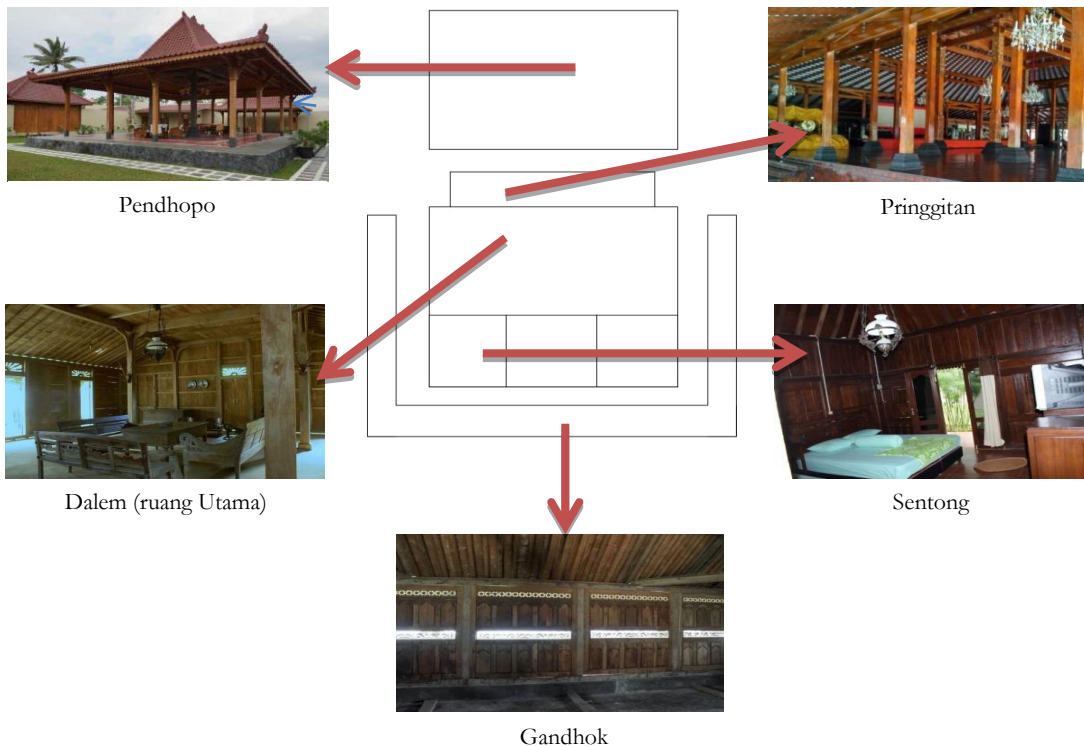 Pendhopo
Pringgitan
Dalem (ruang Utama)
Sentong
Gandhok